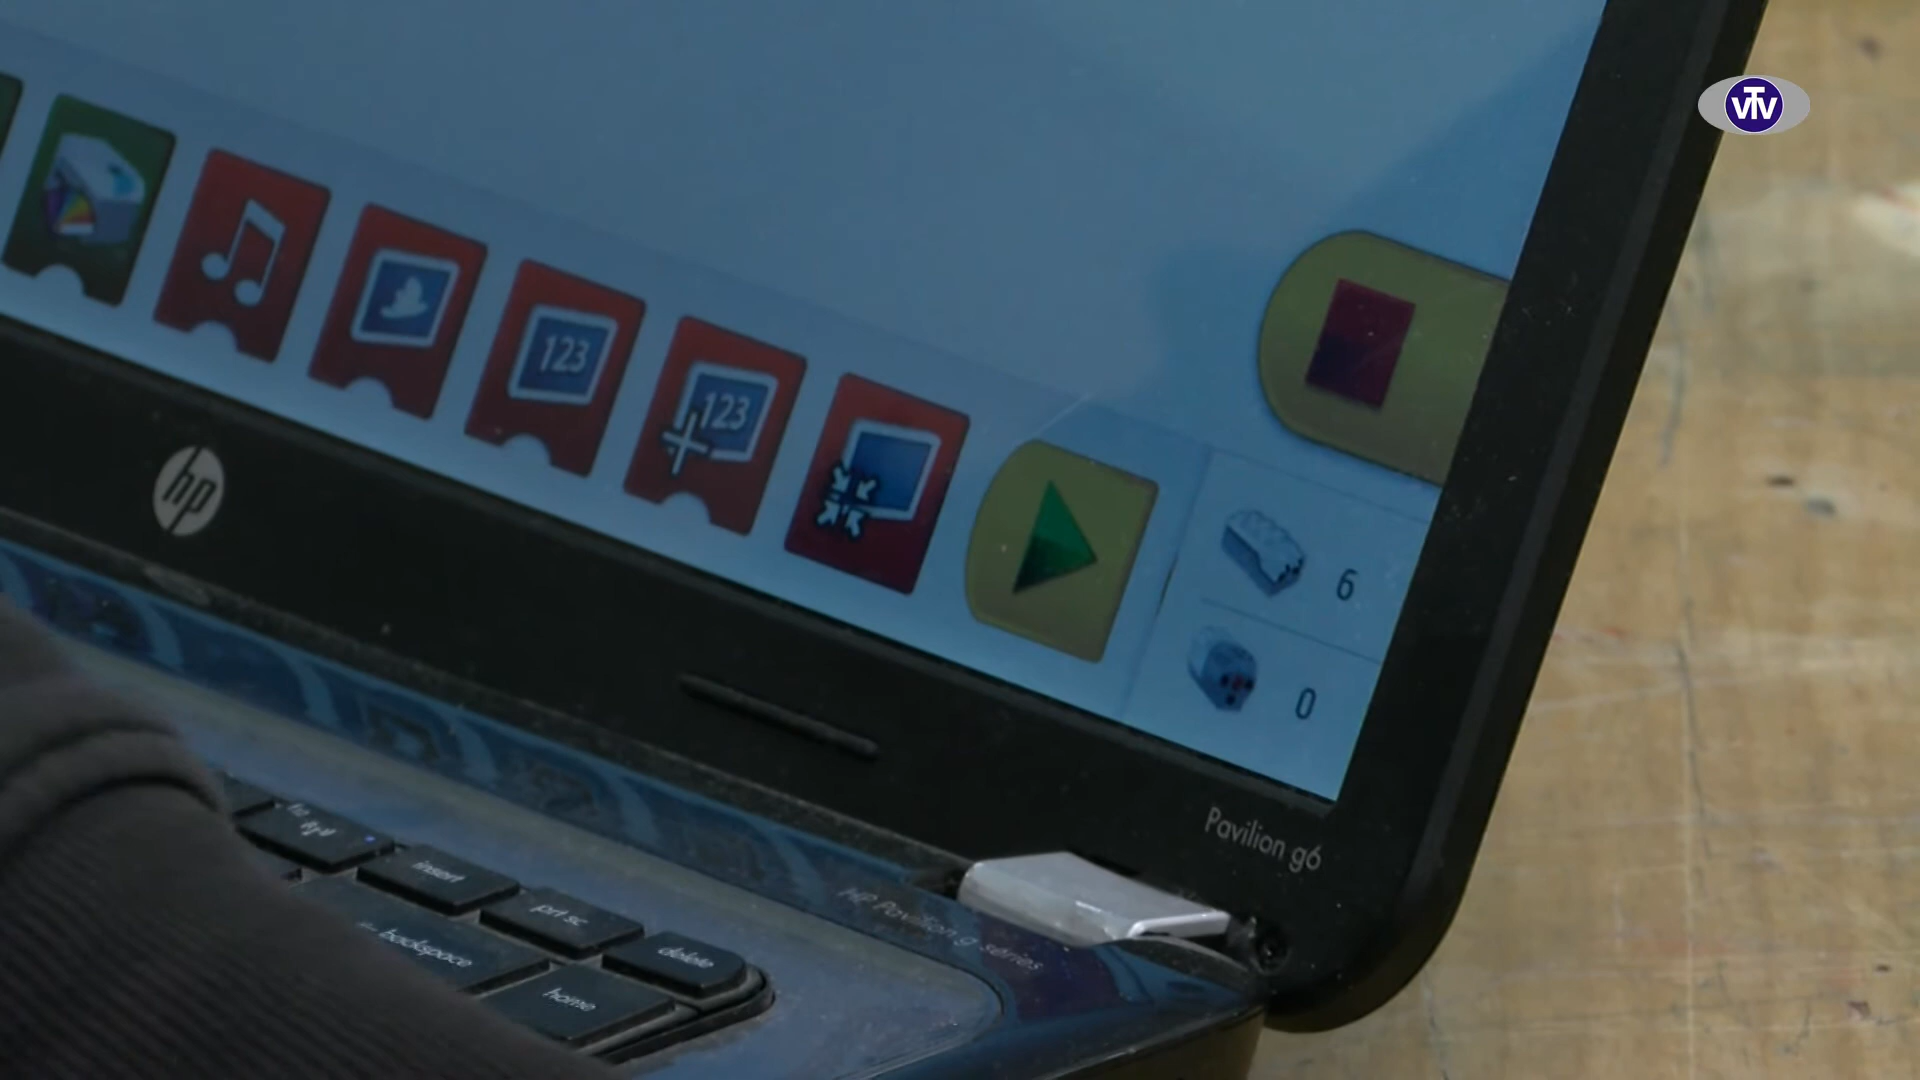 VTV
123
123
6
0
hp
Pavilion g6
HP Pavilion g series
insert
prt sc
delete
backspace
home